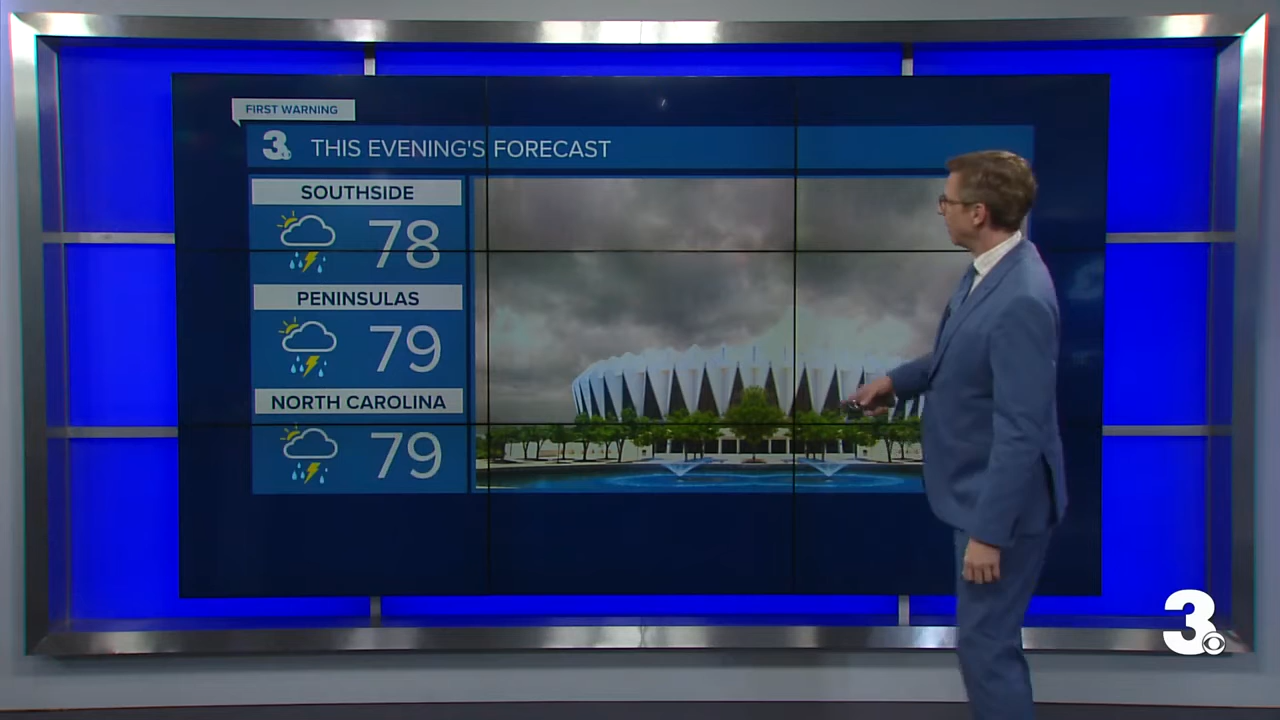 FIRST WARNING
3 THIS EVENING'S FORECAST
SOUTHSIDE
78
PENINSULAS
79
NORTH CAROLINA
79
3